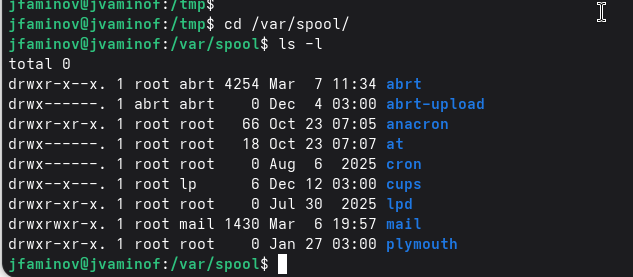 jfaminov@jvaminof:/tmp$
jfaminov@jvaminof:/tmp$ cd /var/spool/
jfaminov@jvaminof:/var/spool$ ls -l
total 0
drwxr-x--x. 1 root abrt 4254 Mar  7 11:34 abrt
drwx------. 1 abrt abrt    0 Dec  4 03:00 abrt-upload
drwxr-xr-x. 1 root root   66 Oct 23 07:05 anacron
drwx------. 1 root root   18 Oct 23 07:07 at
drwxr-xr-x. 1 root root    0 Aug  6  2025 cron
drwx--x---. 1 root lp      6 Dec 12 03:00 cups
drwxr-xr-x. 1 root root    0 Jul 30  2025 lpd
drwxrwxr-x. 1 root mail 1430 Mar  6 19:57 mail
drwxr-xr-x. 1 root root    0 Jan 27 03:00 plymouth
jfaminov@jvaminof:/var/spool$